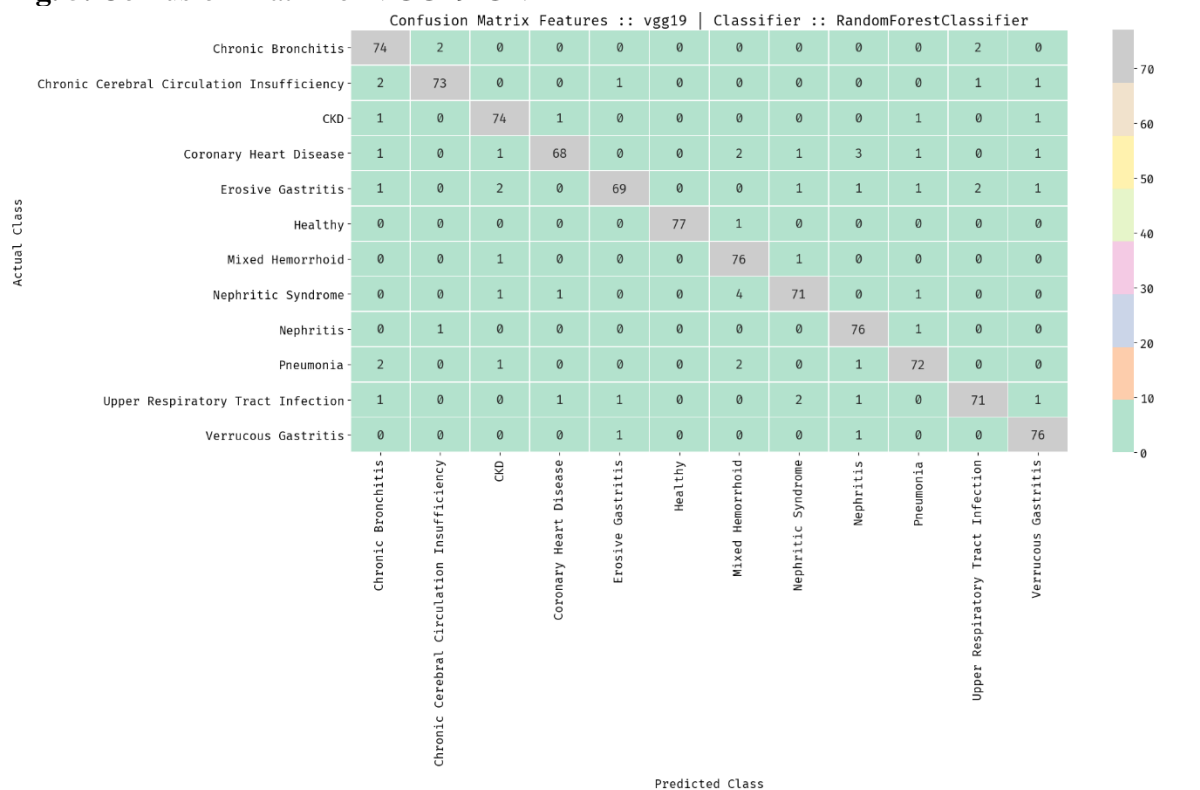 Confusion Matrix Features :: vgg19 | Classifier :: RandomForestClassifier
Actual Class
Chronic Bronchitis 74 2 0 0 0 0 0 0 0 0 2 0
Chronic Cerebral Circulation Insufficiency 2 73 0 0 1 0 0 0 0 0 1 1
CKD 1 0 74 1 0 0 0 0 0 1 0 1
Coronary Heart Disease 1 0 1 68 0 0 2 1 3 1 0 1
Erosive Gastritis 1 0 2 0 69 0 0 1 1 1 2 1
Healthy 0 0 0 0 0 77 1 0 0 0 0 0
Mixed Hemorrhoid 0 0 1 0 0 0 76 1 0 0 0 0
Nephritic Syndrome 0 0 1 1 0 0 4 71 0 1 0 0
Nephritis 0 1 0 0 0 0 0 0 76 1 0 0
Pneumonia 2 0 1 0 0 0 2 0 1 72 0 0
Upper Respiratory Tract Infection 1 0 0 1 1 0 0 2 1 0 71 1
Verrucous Gastritis 0 0 0 0 1 0 0 0 1 0 0 76
Chronic Bronchitis
Chronic Cerebral Circulation Insufficiency
CKD
Coronary Heart Disease
Erosive Gastritis
Healthy
Mixed Hemorrhoid
Nephritic Syndrome
Nephritis
Pneumonia
Upper Respiratory Tract Infection
Verrucous Gastritis
Predicted Class
70
60
50
40
30
20
10
0